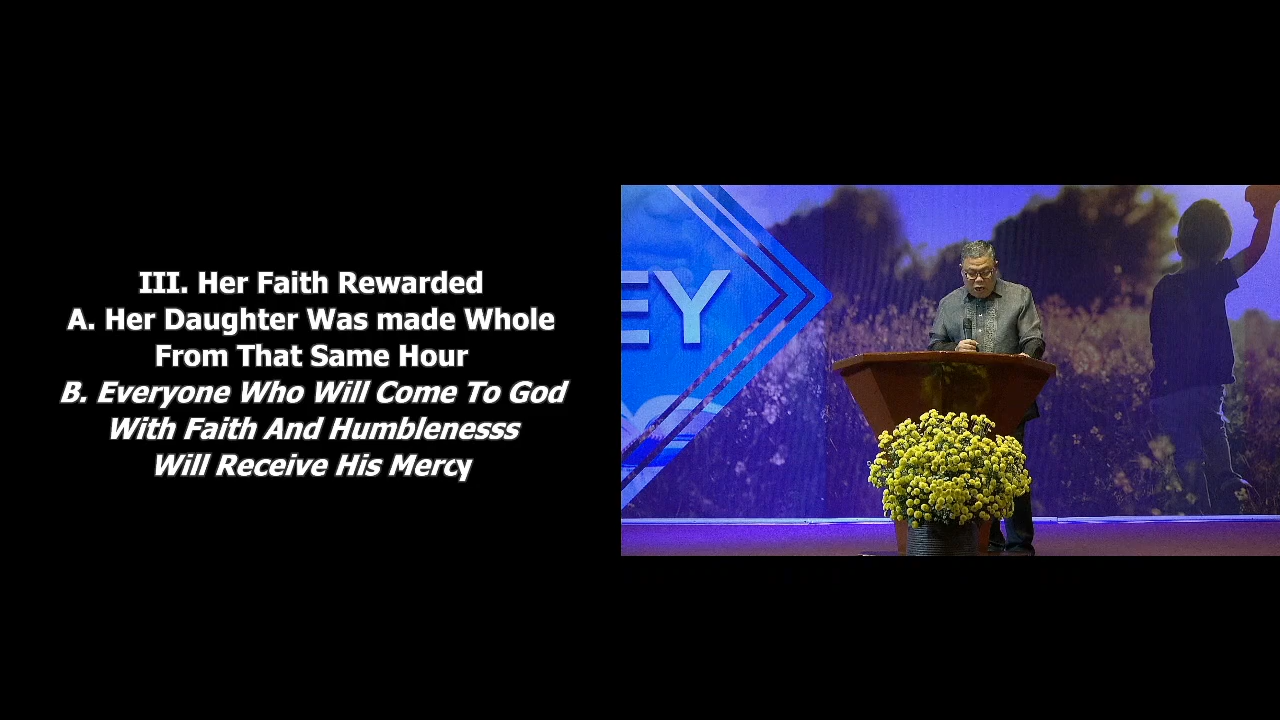 III. Her Faith Rewarded
A. Her Daughter Was made Whole
From That Same Hour
B. Everyone Who Will Come To God
With Faith And Humblenesss
Will Receive His Mercy
EY